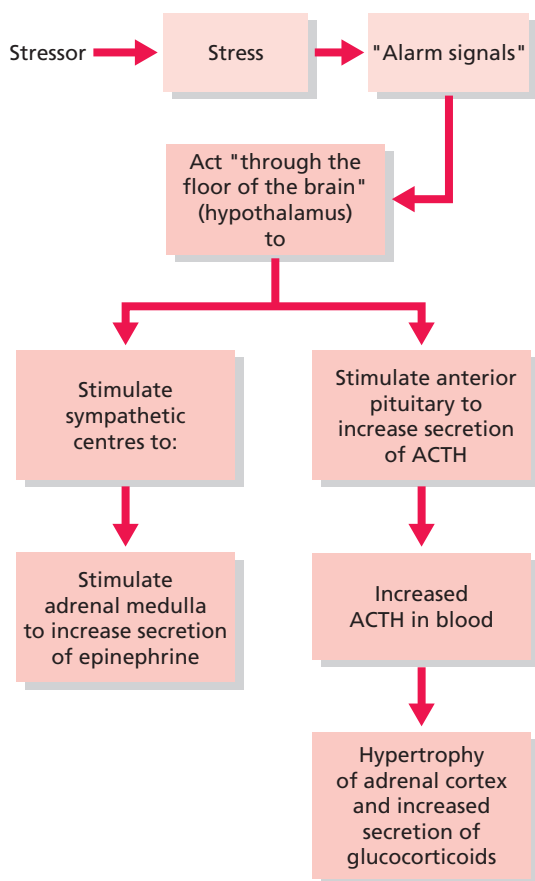 Stressor
Stress
"Alarm signals"
Act "through the
floor of the brain"
(hypothalamus)
to
Stimulate
sympathetic
centres to:
Stimulate anterior
pituitary to
increase secretion
of ACTH
Stimulate
adrenal medulla
to increase secretion
of epinephrine
Increased
ACTH in blood
Hypertrophy
of adrenal cortex
and increased
secretion of
glucocorticoids